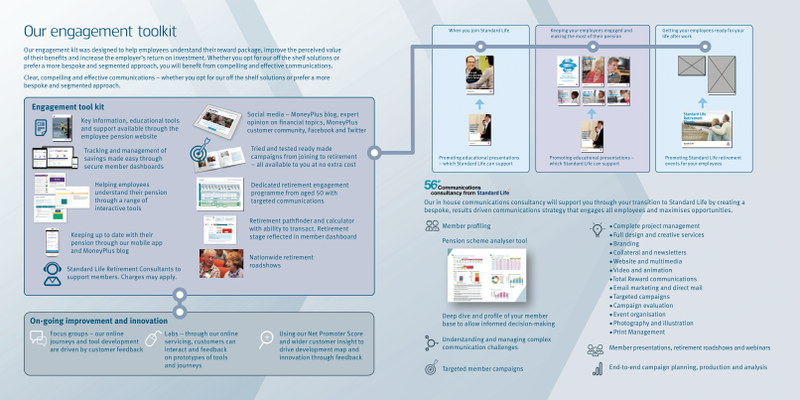 Our engagement toolkit
Our engagement kit was designed to help employees understand their reward package, improve the perceived value
of their benefits and increase the employer's return on investment. Whether you opt for our off the shelf solutions or
prefer a more bespoke and segmented approach, you will benefit from compelling and effective communications.
Clear, compelling and effective communications – whether you opt for our off the shelf solutions or prefer a more
bespoke and segmented approach.
Engagement tool kit
Key information, educational tools
and support available through the
employee pension website
Tracking and management of
savings made easy through
secure member dashboards
Helping employees
understand their pension
through a range of
interactive tools
Keeping up to date with their
pension through our mobile app
and MoneyPlus blog
Standard Life Retirement Consultants to
support members. Charges may apply.
Social media – MoneyPlus blog, expert
opinion on financial topics, MoneyPlus
customer community, Facebook and Twitter
Tried and tested ready made
campaigns from joining to retirement
– all available to you at no extra cost
Dedicated retirement engagement
programme from aged 50 with
targeted communications
Retirement pathfinder and calculator
with ability to transact. Retirement
stage reflected in member dashboard
Nationwide retirement
roadshows
On-going improvement and innovation
Focus groups – our online
journeys and tool development
are driven by customer feedback
Labs – through our online
servicing, customers can
interact and feedback
on prototypes of tools
and journeys
Using our Net Promoter Score
and wider customer insight to
drive development map and
innovation through feedback
When you join Standard Life
Promoting educational presentations
– which Standard Life can support
Keeping your employees engaged and
making the most of their pension
Promoting educational presentations –
which Standard Life can support
Getting your employees ready for your
life after work
Standard Life
Retirement
Promoting Standard Life retirement
events for your employees
56° Communications
consultancy from Standard Life
Our in house communications consultancy will support you through your transition to Standard Life by creating a
bespoke, results driven communications strategy that engages all employees and maximises opportunities.
Member profiling
Pension scheme analyser tool
Deep dive and profile of your member
base to allow informed decision-making
Understanding and managing complex
communication challenges
Targeted member campaigns
• Complete project management
• Full design and creative services
• Branding
• Collateral and newsletters
• Website and multimedia
• Video and animation
• Total Reward communications
• Email marketing and direct mail
• Targeted campaigns
• Campaign evaluation
• Event organisation
• Photography and illustration
• Print Management
Member presentations, retirement roadshows and webinars
End-to-end campaign planning, production and analysis